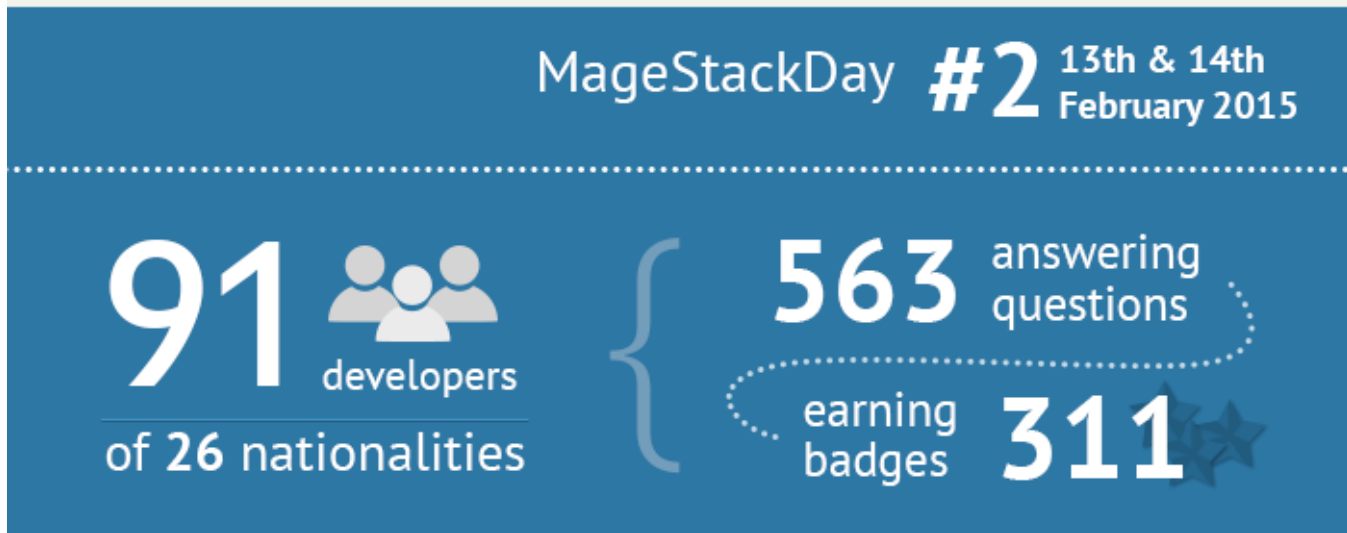 MageStackDay #2 13th & 14th
February 2015
91 developers
of 26 nationalities
563 answering
questions
earning
badges 311